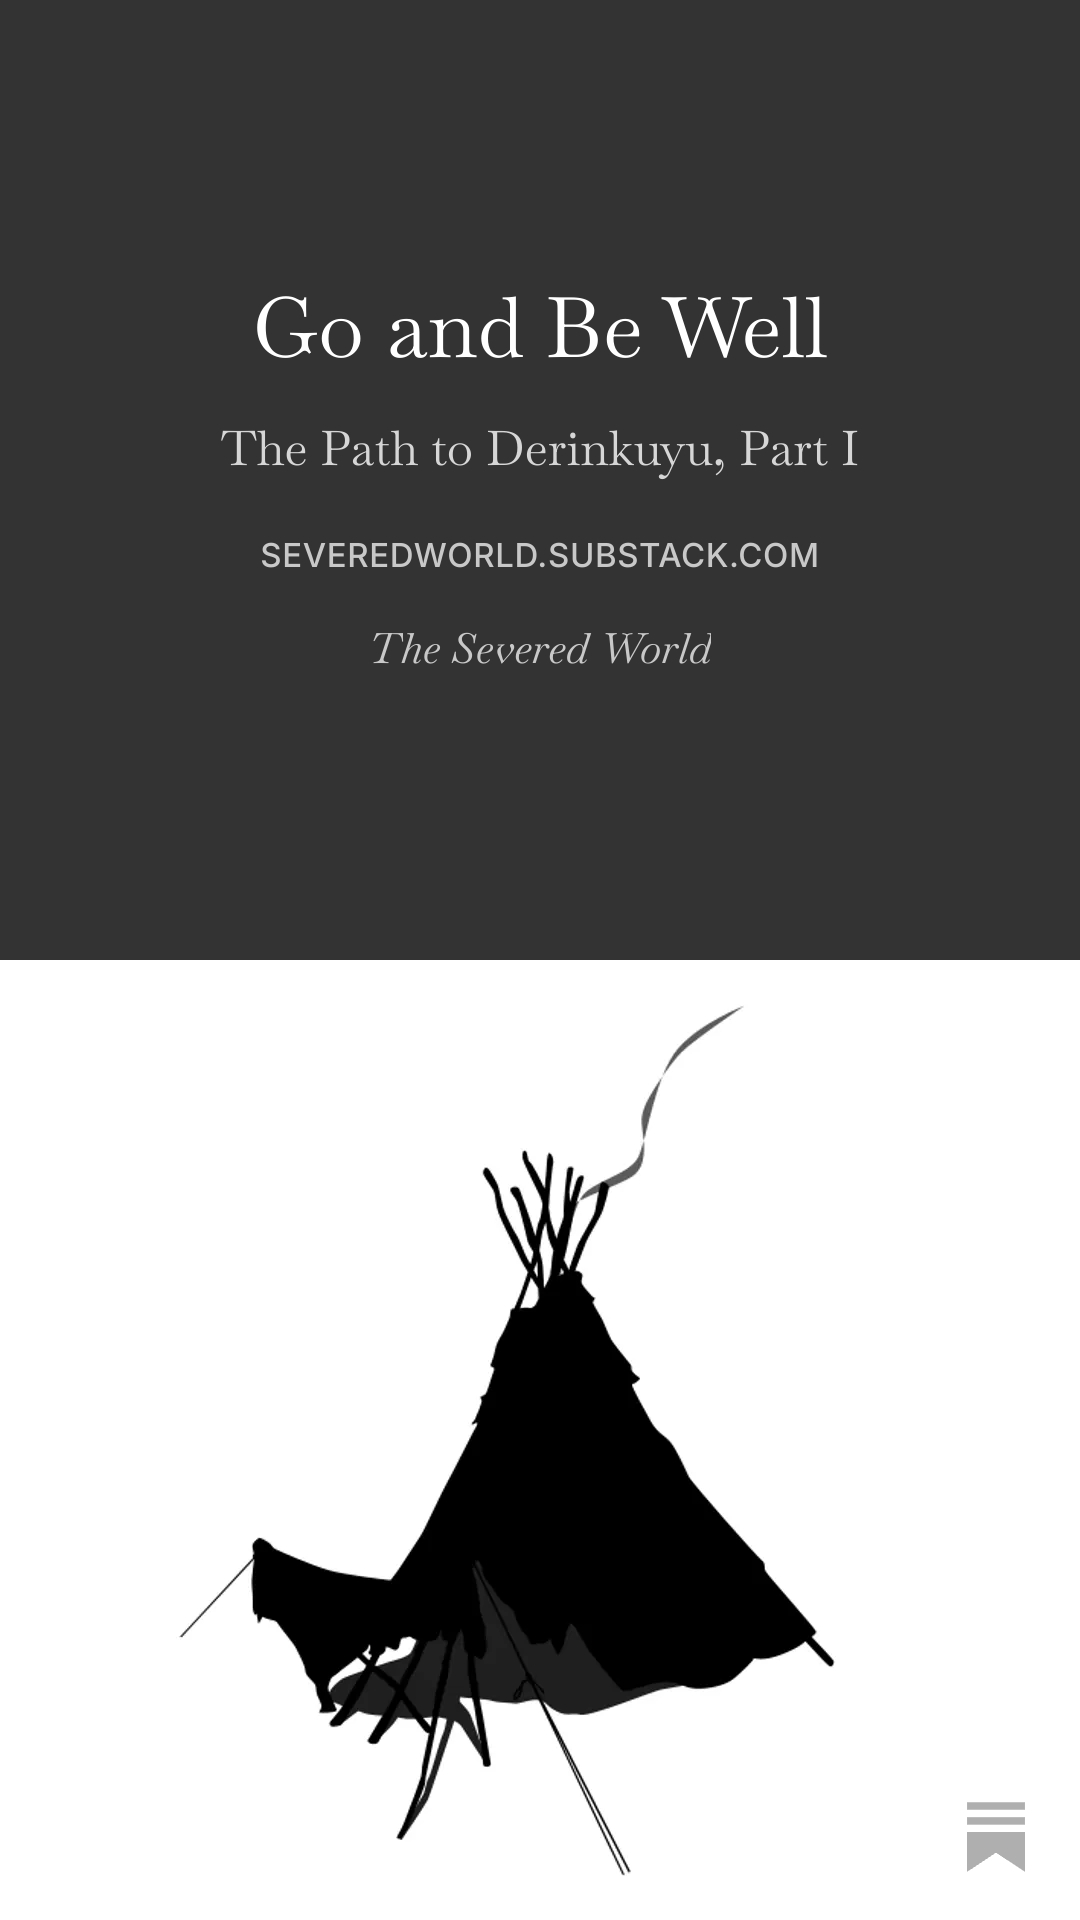 Go and Be Well
The Path to Derinkuyu, Part I
SEVEREDWORLD.SUBSTACK.COM
The Severed World